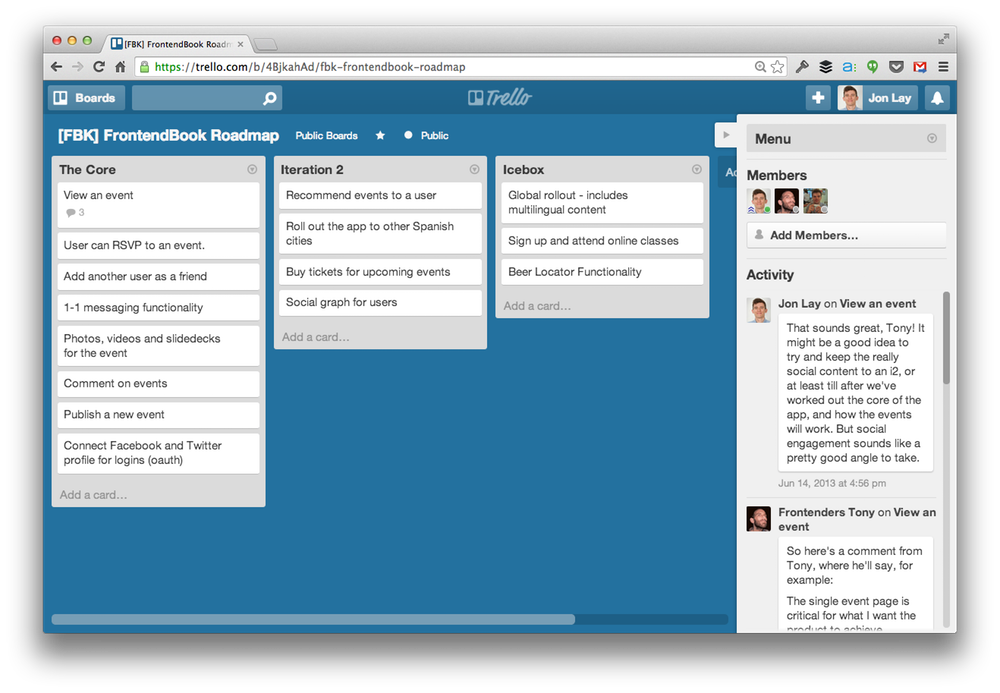 [FBK] FrontendBook Roadm
https://trello.com/b/4BjkahAd/fbk-frontendbook-roadmap
Boards
Trello
Jon Lay
[FBK] FrontendBook Roadmap
Public Boards
Public
The Core
View an event
3
User can RSVP to an event.
Add another user as a friend
1-1 messaging functionality
Photos, videos and slidedecks
for the event
Comment on events
Publish a new event
Connect Facebook and Twitter
profile for logins (oauth)
Add a card…
Iteration 2
Recommend events to a user
Roll out the app to other Spanish
cities
Buy tickets for upcoming events
Social graph for users
Add a card…
Icebox
Global rollout - includes
multilingual content
Sign up and attend online classes
Beer Locator Functionality
Add a card…
Menu
Members
Add Members…
Activity
Jon Lay on View an event
That sounds great, Tony! It
might be a good idea to
try and keep the really
social content to an i2, or
at least till after we've
worked out the core of the
app, and how the events
will work. But social
engagement sounds like a
pretty good angle to take.
Jun 14, 2013 at 4:56 pm
Frontenders Tony on View an
event
So here's a comment from
Tony, where he'll say, for
example:
The single event page is
critical for what I want the
product to achieve